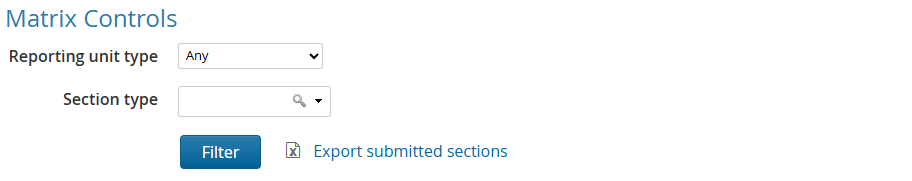 Matrix Controls
Reporting unit type Any
Section type
Filter Export submitted sections